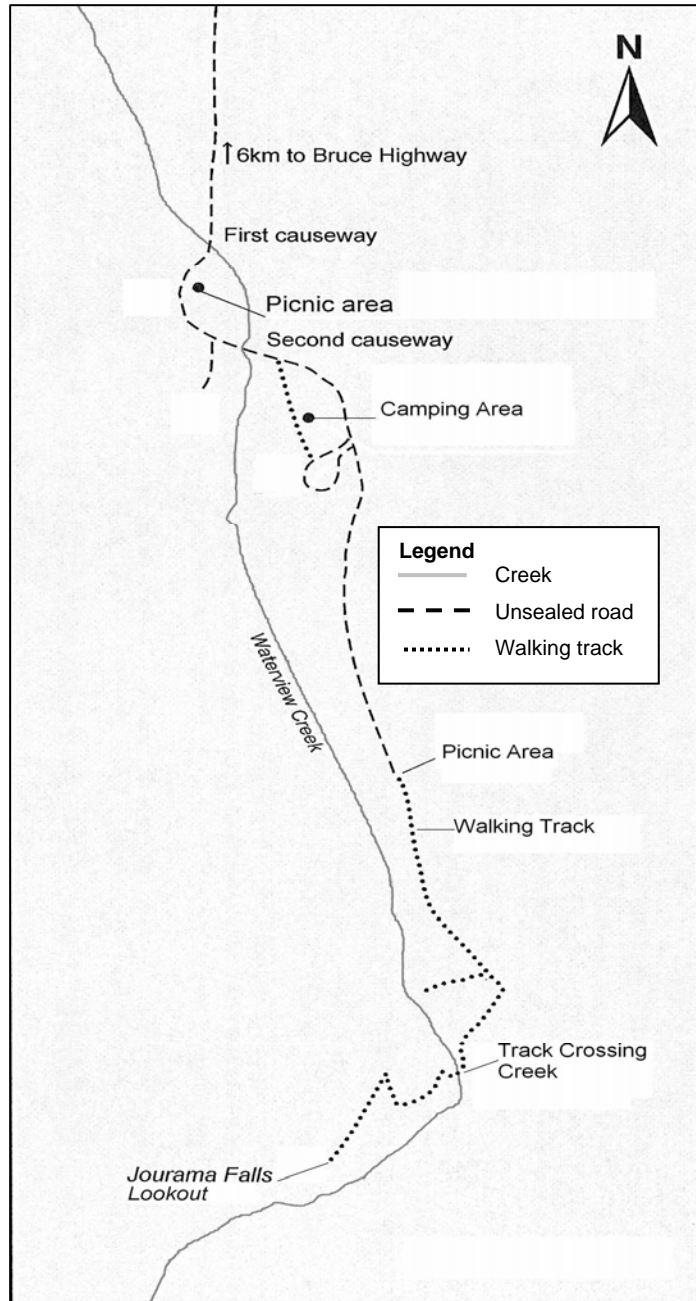 N
↑6km to Bruce Highway
First causeway
Picnic area
Second causeway
Camping Area
Legend
Creek
Unsealed road
Walking track
Waterview Creek
Picnic Area
Walking Track
Track Crossing
Creek
Jourama Falls
Lookout